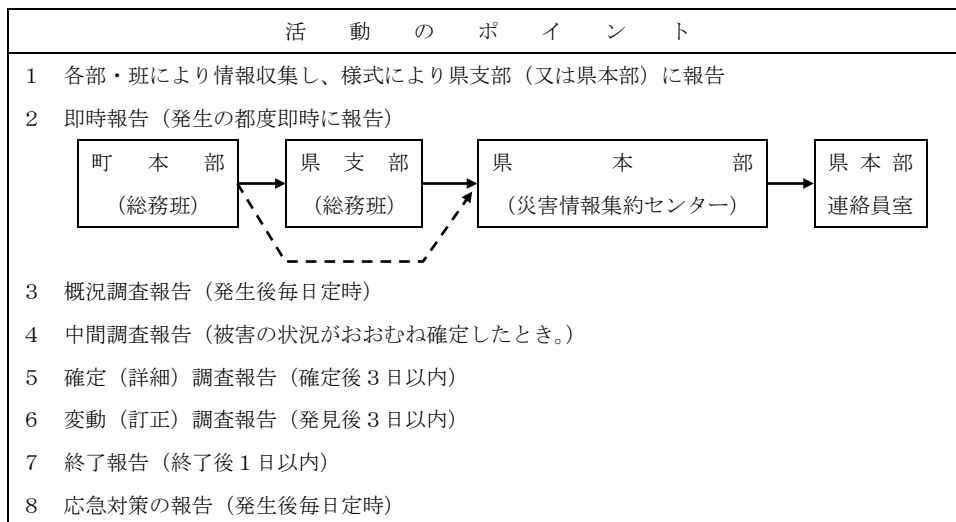 活動のポイント
1 各部・班により情報収集し、様式により県支部（又は県本部）に報告
2 即時報告（発生の都度即時に報告）
町本部
（総務班）
県支部
（総務班）
県本部
（災害情報集約センター）
県本部
連絡員室
3 概況調査報告（発生後毎日定時）
4 中間調査報告（被害の状況がおおむね確定したとき。）
5 確定（詳細）調査報告（確定後３日以内）
6 変動（訂正）調査報告（発見後３日以内）
7 終了報告（終了後１日以内）
8 応急対策の報告（発生後毎日定時）